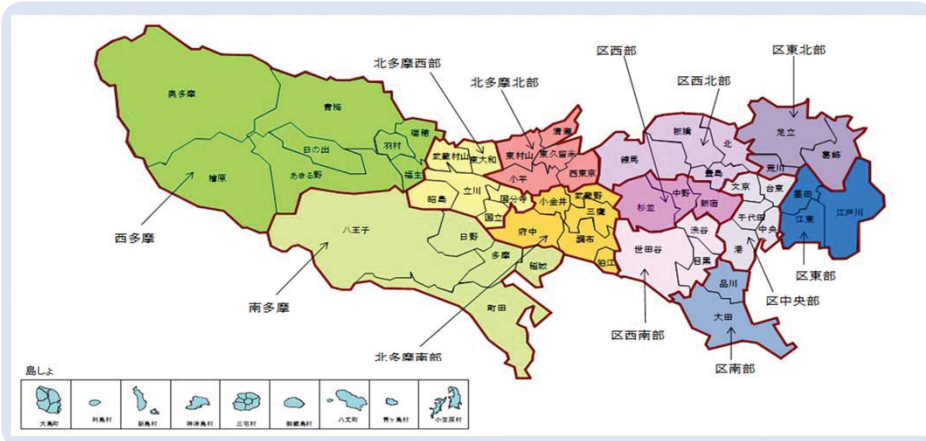 区東北部
区西部
北多摩西部
区西北部
北多摩北部
奥多摩
青梅
瑞穂
羽村
日の出
あきる野
福生
檜原
清瀬
武蔵村山
東大和
東村山
東久留米
小平
西東京
板橋
北
練馬
豊島
足立
葛飾
荒川
昭島
立川
国分寺
国立
小金井
武蔵野
三鷹
府中
調布
狛江
杉並
中野
新宿
文京
台東
千代田
中央
港
墨田
江東
江戸川
西多摩
八王子
日野
多摩
稲城
町田
世田谷
渋谷
目黒
品川
大田
南多摩
区東部
区中央部
区西南部
北多摩南部
区南部
島しょ
大島町
利島村
新島村
神津島村
三宅村
御蔵島村
八丈町
青ヶ島村
小笠原村